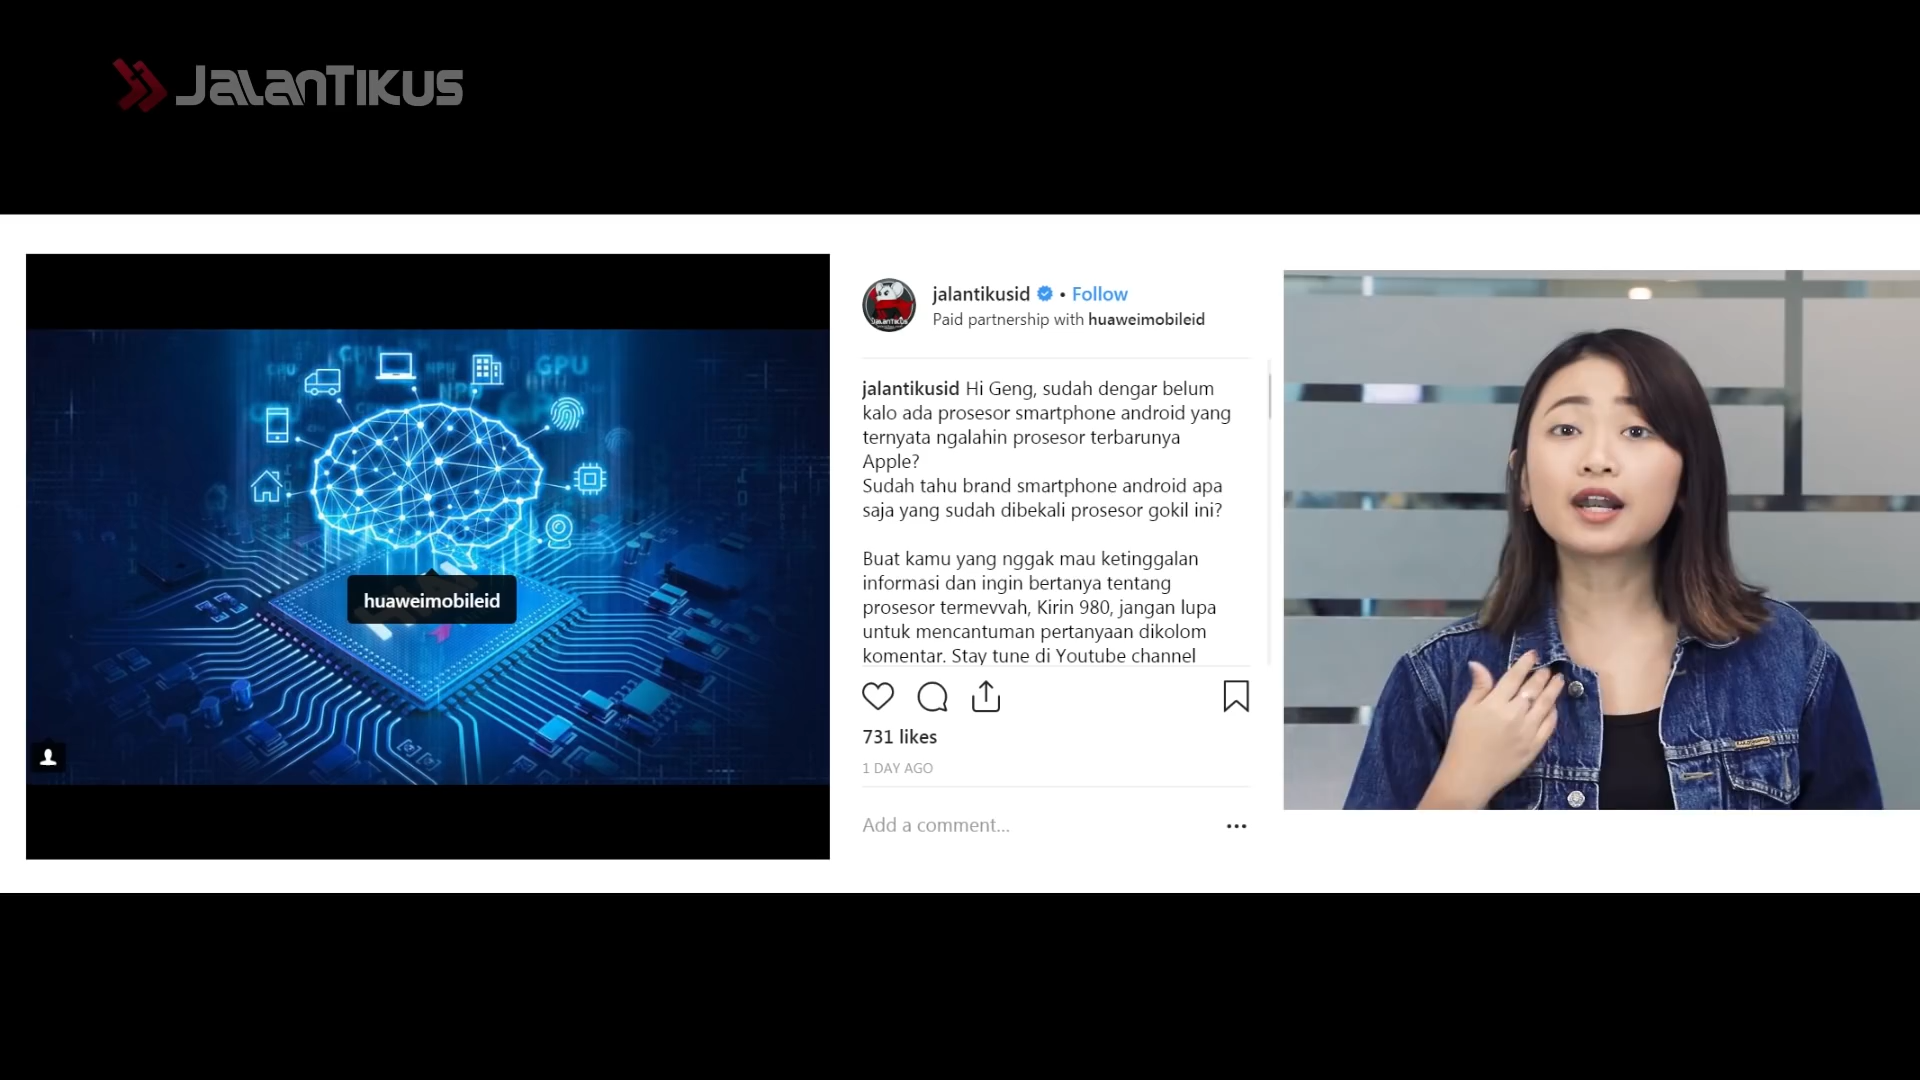 JALANTIKUS
CPU
GPU
NPU
GPU
huaweimobileid
jalantikusid • Follow
Paid partnership with huaweimobileid
jalantikusid Hi Geng, sudah dengar belum
kalo ada prosesor smartphone android yang
ternyata ngalahin prosesor terbarunya
Apple?
Sudah tahu brand smartphone android apa
saja yang sudah dibekali prosesor gokil ini?
Buat kamu yang nggak mau ketinggalan
informasi dan ingin bertanya tentang
prosesor termevvah, Kirin 980, jangan lupa
untuk mencantuman pertanyaan dikolom
komentar. Stay tune di Youtube channel
731 likes
1 DAY AGO
Add a comment...